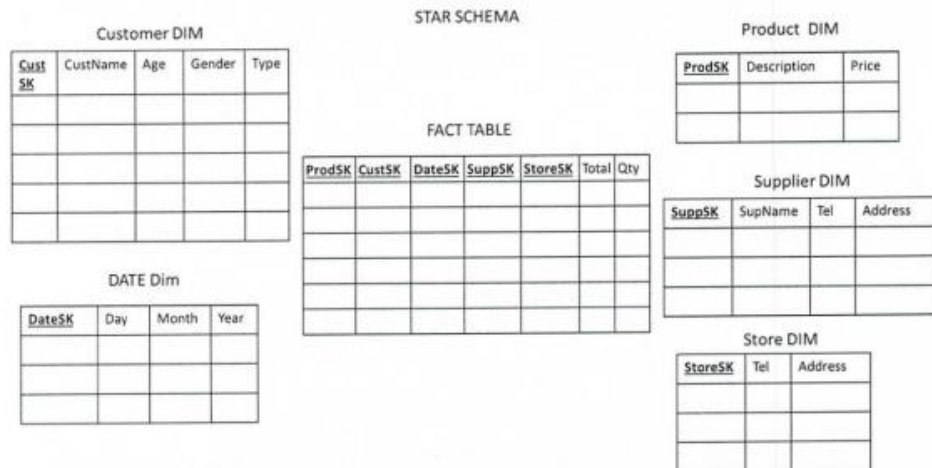 STAR SCHEMA
Customer DIM
Cust SK CustName Age Gender Type
Product DIM
ProdSK Description Price
FACT TABLE
ProdSK CustSK DateSK SuppSK StoreSK Total Qty
Supplier DIM
SuppSK SupName Tel Address
DATE Dim
DateSK Day Month Year
Store DIM
StoreSK Tel Address